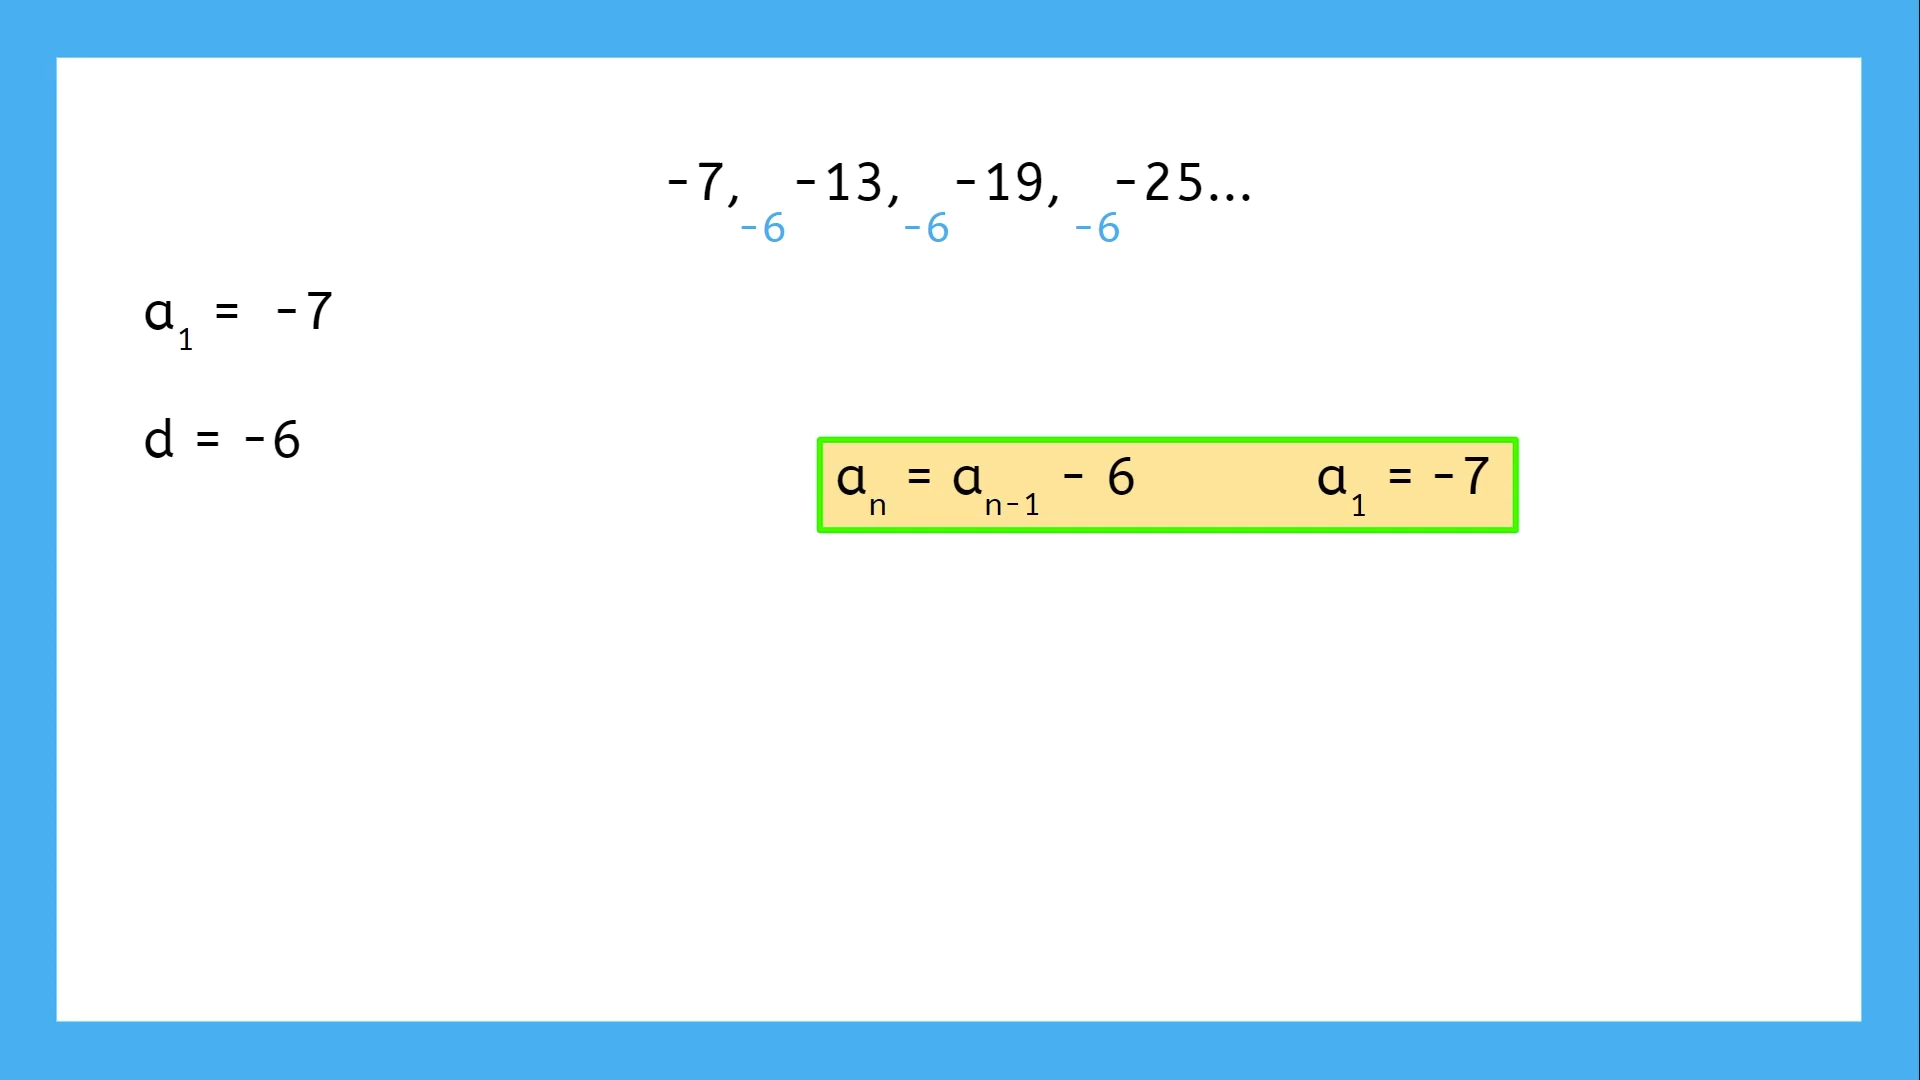 -7, -13, -19, -25...
-6 -6 -6
a₁ = -7
d = -6
aₙ = aₙ₋₁ - 6 a₁ = -7